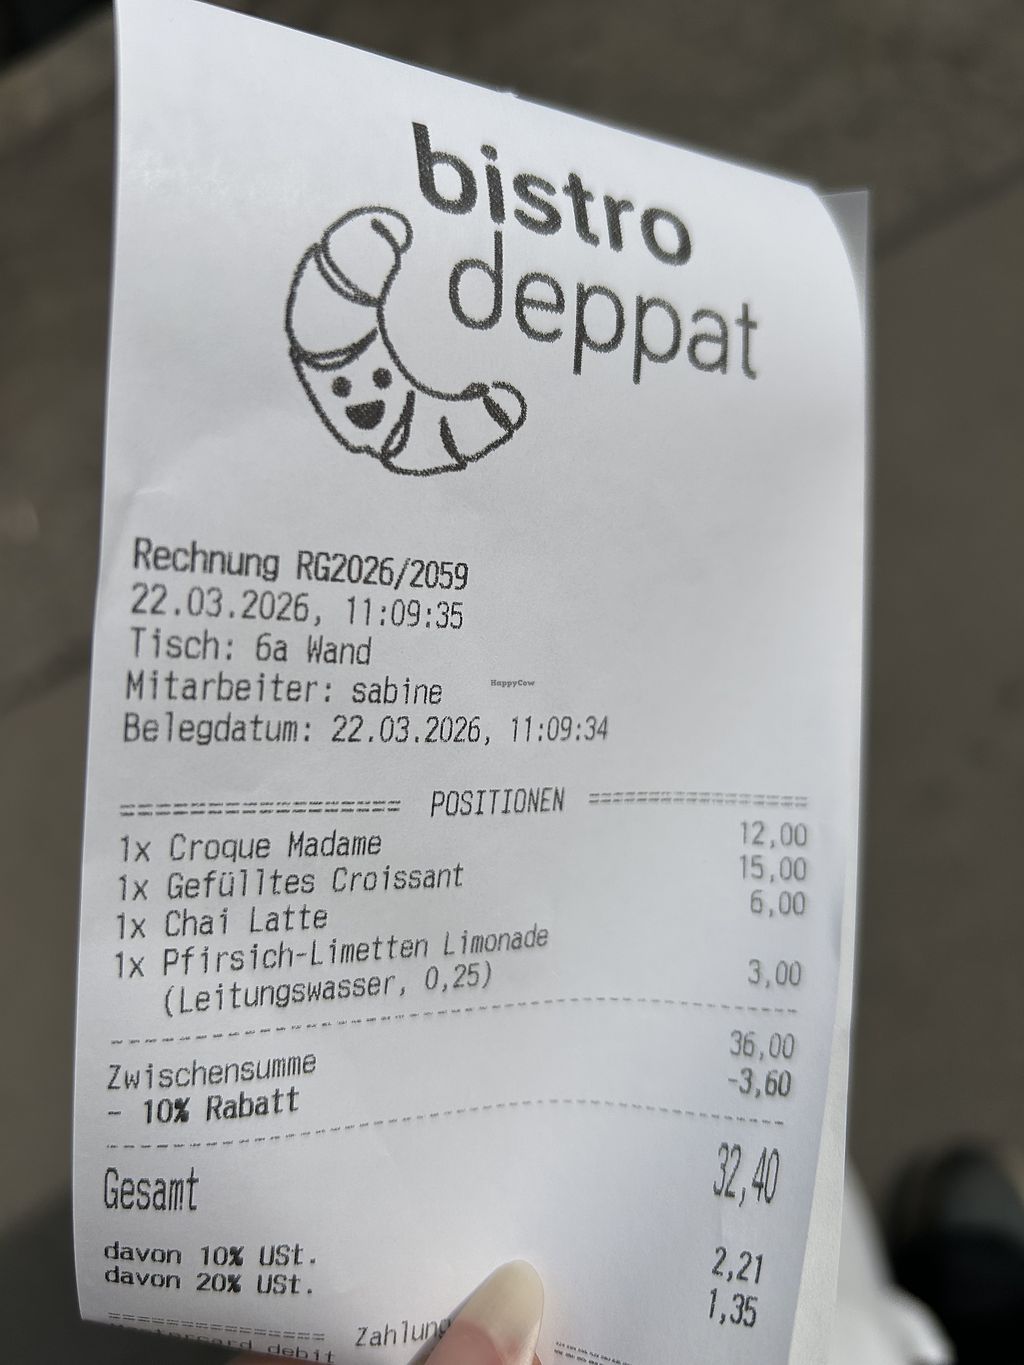 bistro
deppat
Rechnung RG2026/2059
22.03.2026, 11:09:35
Tisch: 6a Wand
Mitarbeiter: sabine
HappyCow
Belegdatum: 22.03.2026, 11:09:34
================= POSITIONEN =================
1x Croque Madame 12,00
1x Gefülltes Croissant 15,00
1x Chai Latte 6,00
1x Pfirsich-Limetten Limonade
(Leitungswasser, 0,25) 3,00
Zwischensumme 36,00
- 10% Rabatt -3,60
Gesamt 32,40
davon 10% USt. 2,21
davon 20% USt. 1,35
Zahlung
debit